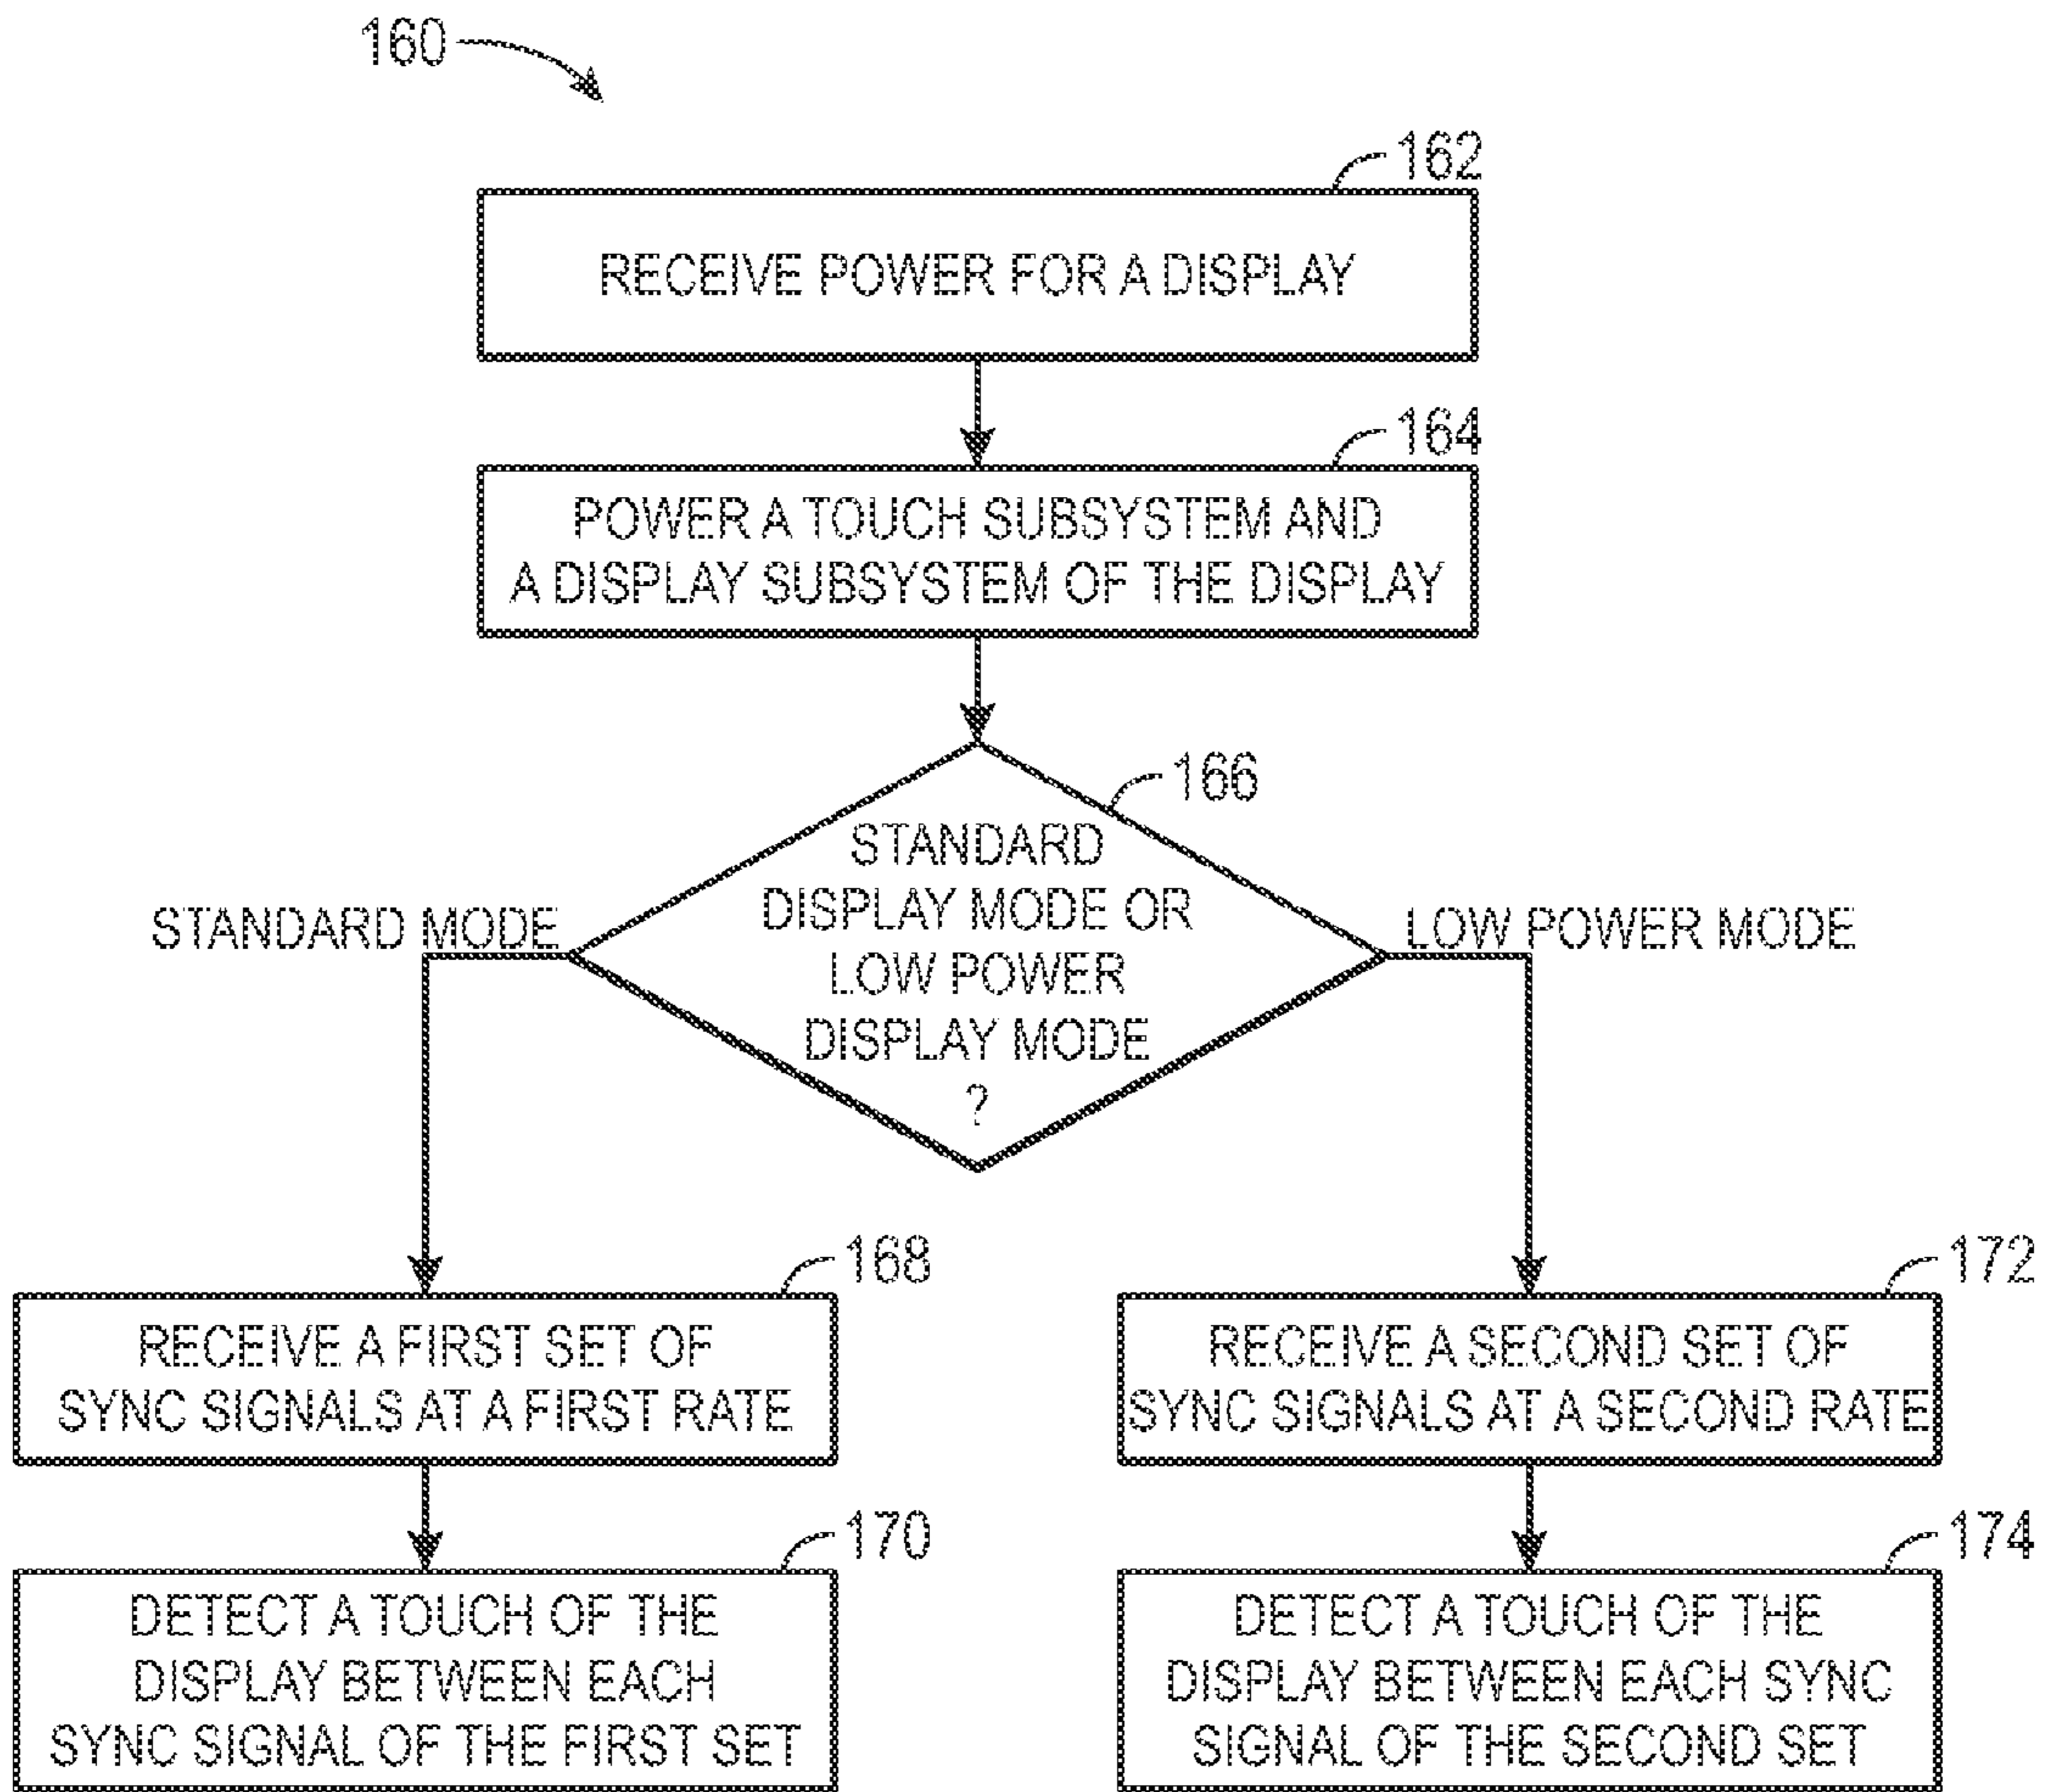 160
162
RECEIVE POWER FOR A DISPLAY
164
POWER A TOUCH SUBSYSTEM AND
A DISPLAY SUBSYSTEM OF THE DISPLAY
166
STANDARD
DISPLAY MODE OR
LOW POWER
DISPLAY MODE
?
STANDARD MODE
LOW POWER MODE
168
RECEIVE A FIRST SET OF
SYNC SIGNALS AT A FIRST RATE
170
DETECT A TOUCH OF THE
DISPLAY BETWEEN EACH
SYNC SIGNAL OF THE FIRST SET
172
RECEIVE A SECOND SET OF
SYNC SIGNALS AT A SECOND RATE
174
DETECT A TOUCH OF THE
DISPLAY BETWEEN EACH SYNC
SIGNAL OF THE SECOND SET